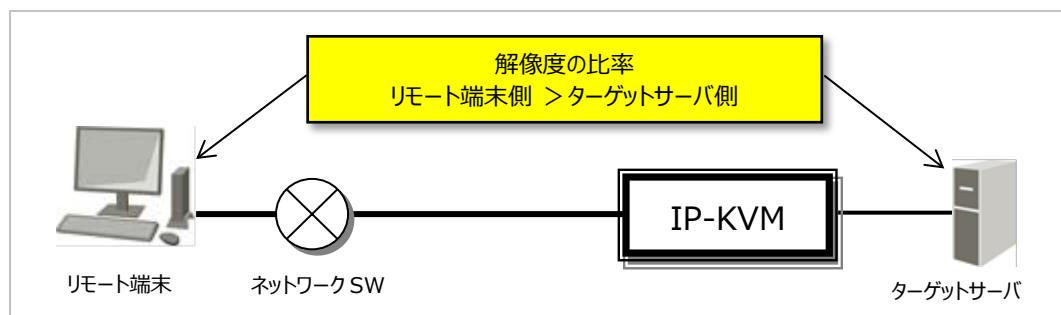 解像度の比率
リモート端末側 ＞ターゲットサーバ側
IP-KVM
リモート端末
ネットワーク SW
ターゲットサーバ